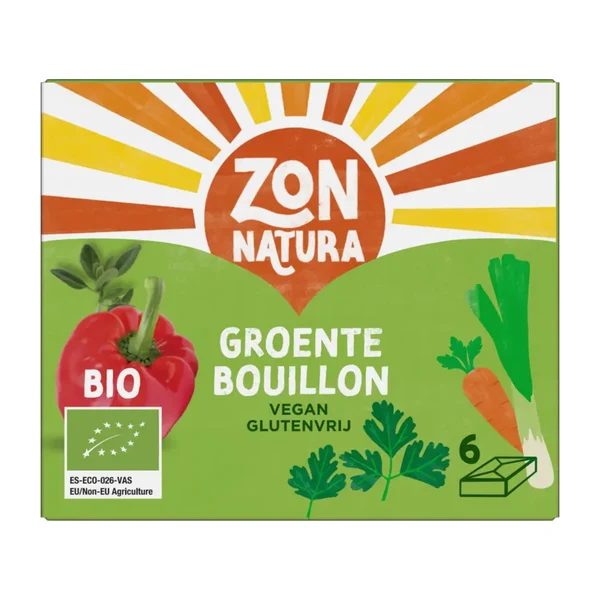 ZON
NATURA
GROENTE
BOUILLON
VEGAN
GLUTENVRIJ
BIO
6
ES-ECO-026-VAS
EU/Non-EU Agriculture